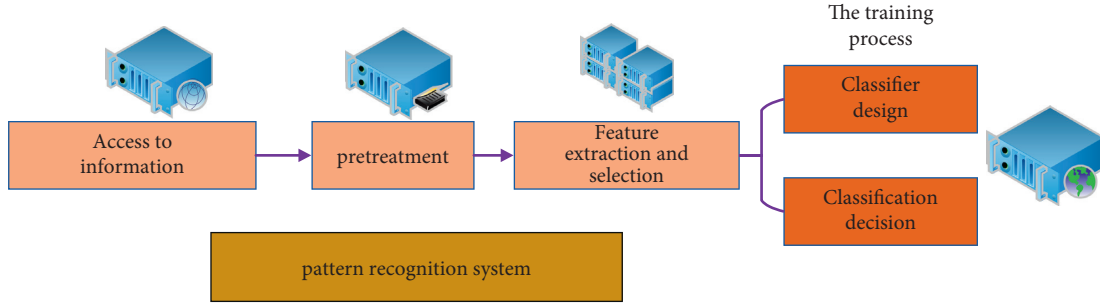 The training
process
Access to
information
pretreatment
Feature
extraction and
selection
Classifier
design
Classification
decision
pattern recognition system